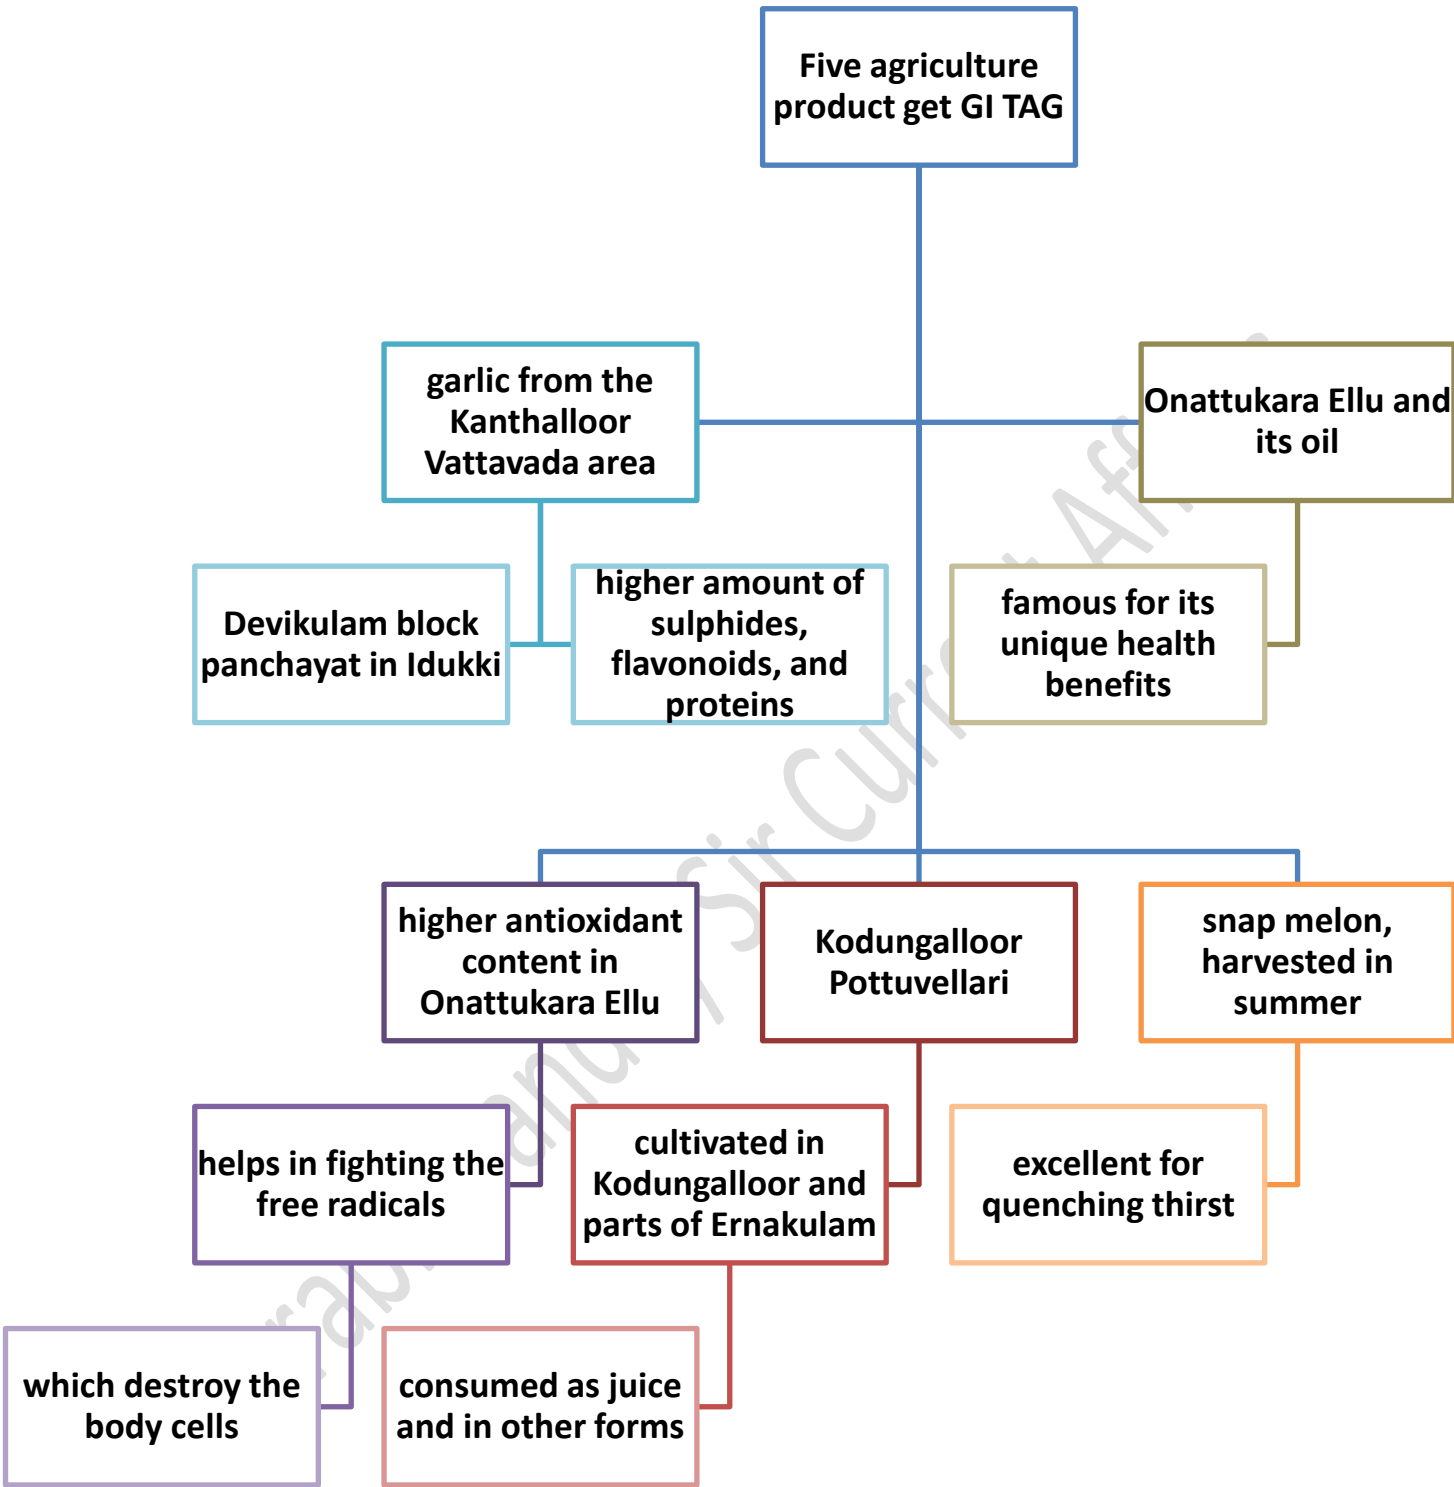 Five agriculture
product get GI TAG
garlic from the
Kanthalloor
Vattavada area
Onattukara Ellu and
its oil
Devikulam block
panchayat in Idukki
higher amount of
sulphides,
flavonoids, and
proteins
famous for its
unique health
benefits
higher antioxidant
content in
Onattukara Ellu
Kodungalloor
Pottuvellari
snap melon,
harvested in
summer
helps in fighting the
free radicals
cultivated in
Kodungalloor and
parts of Ernakulam
excellent for
quenching thirst
which destroy the
body cells
consumed as juice
and in other forms
Sir